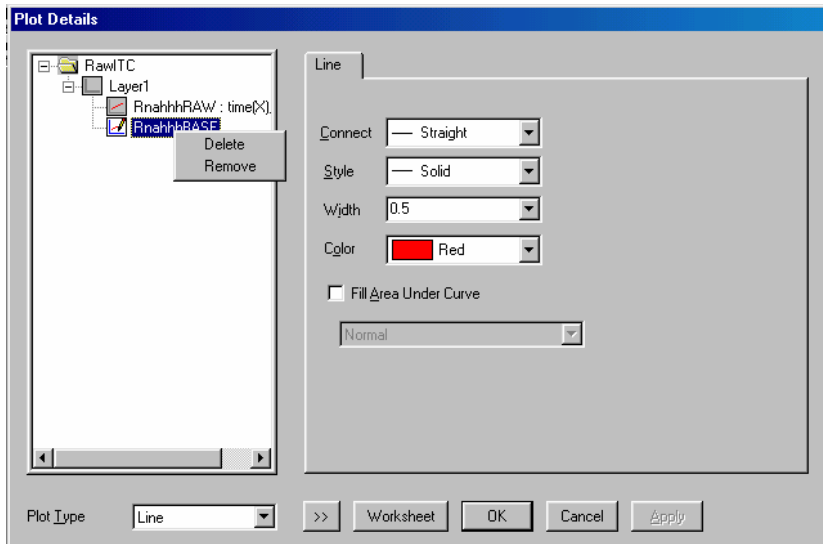 Plot Details
RawITC
Layer1
RnahhhRAW : time(X),
RnahhhBASE
Delete
Remove
Line
Connect
Straight
Style
Solid
Width
0.5
Color
Red
Fill Area Under Curve
Normal
Plot Type
Line
>>
Worksheet
OK
Cancel
Apply